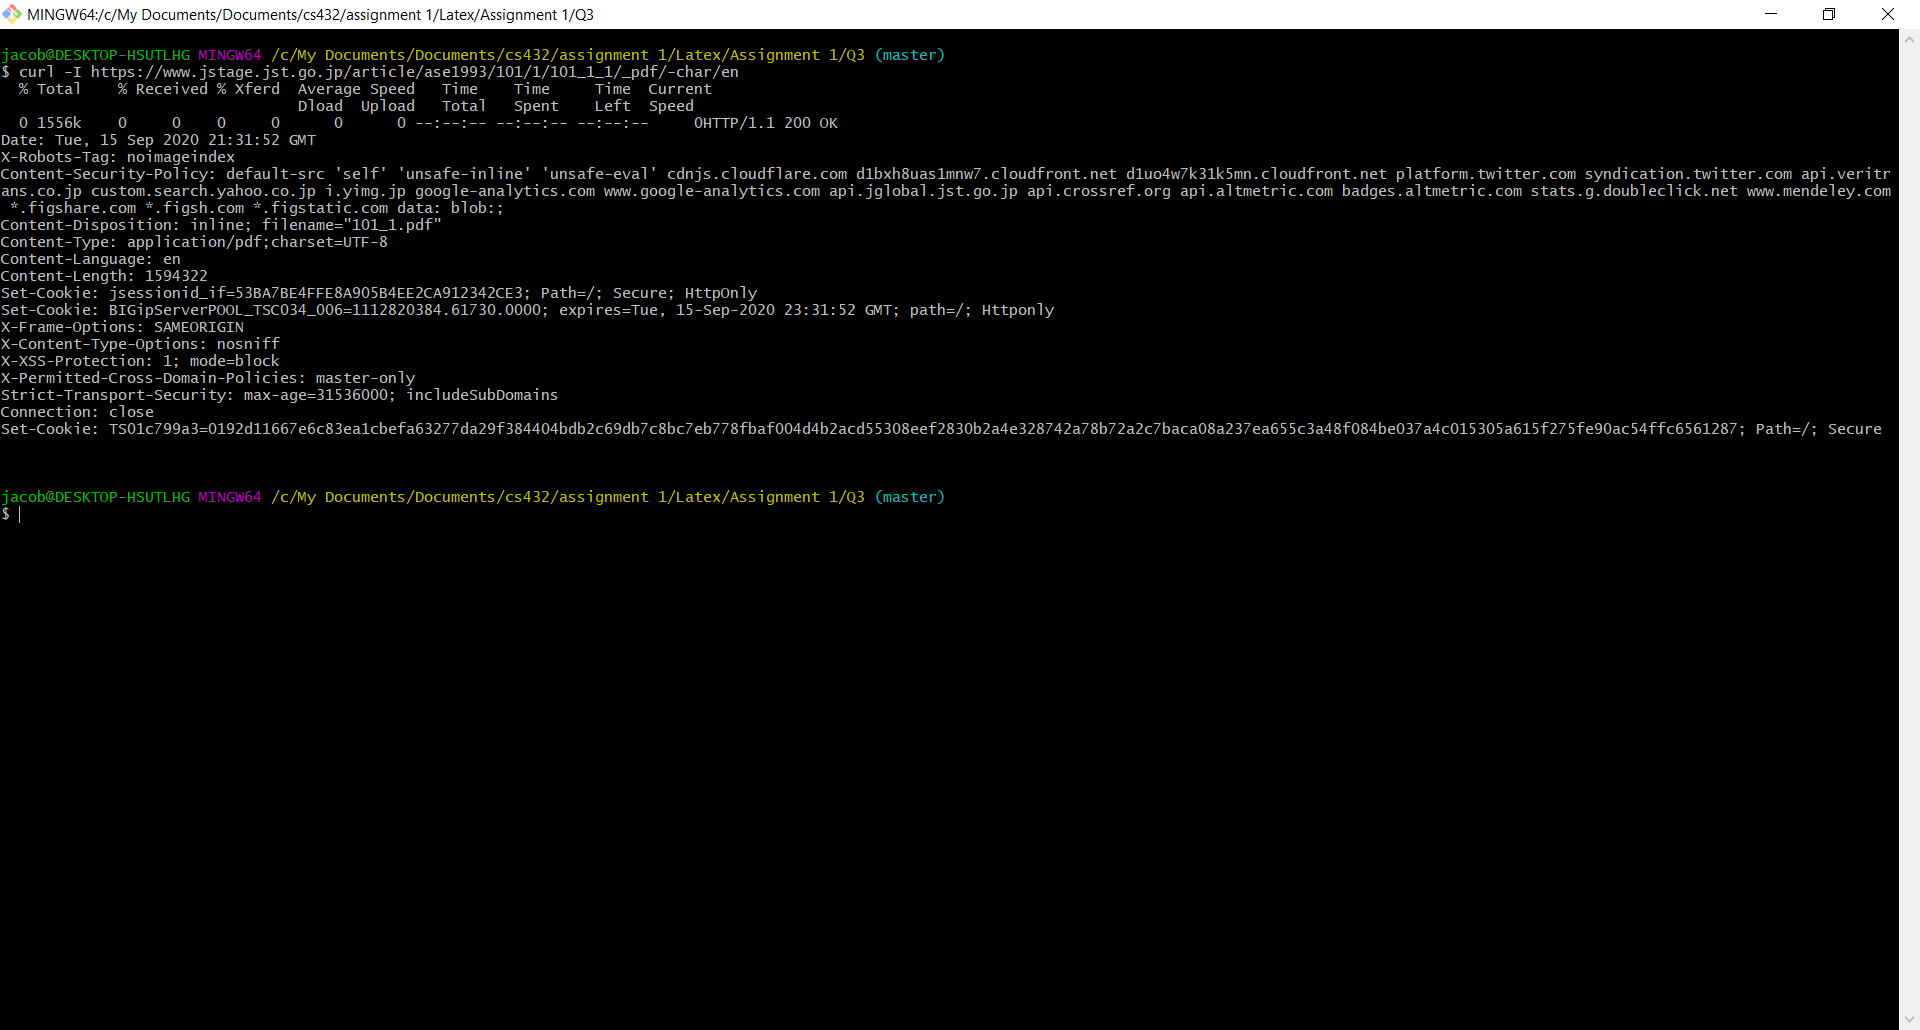 MINGW64:/c/My Documents/Documents/cs432/assignment 1/Latex/Assignment 1/Q3
jacob@DESKTOP-HSUTLHG MINGW64 /c/My Documents/Documents/cs432/assignment 1/Latex/Assignment 1/Q3 (master)
$ curl -I https://www.jstage.jst.go.jp/article/ase1993/101/1/101_1_1/_pdf/-char/en
  % Total    % Received % Xferd  Average Speed   Time    Time     Time  Current
                                 Dload  Upload   Total   Spent    Left  Speed
  0 1556k    0     0    0     0      0      0 --:--:-- --:--:-- --:--:--     0HTTP/1.1 200 OK
Date: Tue, 15 Sep 2020 21:31:52 GMT
X-Robots-Tag: noimageindex
Content-Security-Policy: default-src 'self' 'unsafe-inline' 'unsafe-eval' cdnjs.cloudflare.com d1bxh8uas1mnw7.cloudfront.net d1uo4w7k31k5mn.cloudfront.net platform.twitter.com syndication.twitter.com api.veritr
ans.co.jp custom.search.yahoo.co.jp i.yimg.jp google-analytics.com www.google-analytics.com api.jglobal.jst.go.jp api.crossref.org api.altmetric.com badges.altmetric.com stats.g.doubleclick.net www.mendeley.com
 *.figshare.com *.figsh.com *.figstatic.com data: blob:;
Content-Disposition: inline; filename="101_1.pdf"
Content-Type: application/pdf;charset=UTF-8
Content-Language: en
Content-Length: 1594322
Set-Cookie: jsessionid_if=53BA7BE4FFE8A905B4EE2CA912342CE3; Path=/; Secure; HttpOnly
Set-Cookie: BIGipServerPOOL_TSC034_006=1112820384.61730.0000; expires=Tue, 15-Sep-2020 23:31:52 GMT; path=/; Httponly
X-Frame-Options: SAMEORIGIN
X-Content-Type-Options: nosniff
X-XSS-Protection: 1; mode=block
X-Permitted-Cross-Domain-Policies: master-only
Strict-Transport-Security: max-age=31536000; includeSubDomains
Connection: close
Set-Cookie: TS01c799a3=0192d11667e6c83ea1cbefa63277da29f384404bdb2c69db7c8bc7eb778fbaf004d4b2acd55308eef2830b2a4e328742a78b72a2c7baca08a237ea655c3a48f084be037a4c015305a615f275fe90ac54ffc6561287; Path=/; Secure
jacob@DESKTOP-HSUTLHG MINGW64 /c/My Documents/Documents/cs432/assignment 1/Latex/Assignment 1/Q3 (master)
$